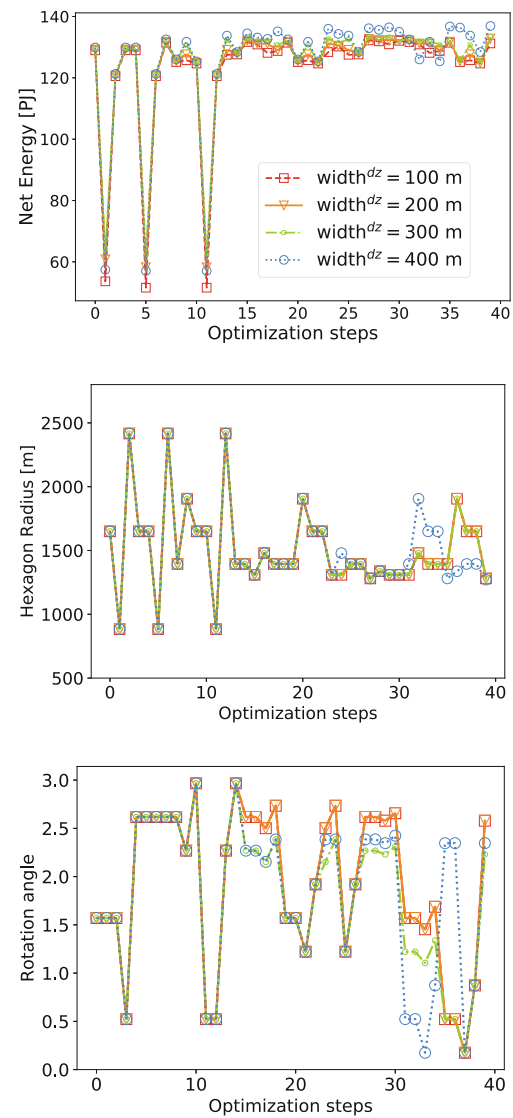 140
120
100
80
60
Net Energy [PJ]
width^dz = 100 m
width^dz = 200 m
width^dz = 300 m
width^dz = 400 m
0 5 10 15 20 25 30 35 40
Optimization steps
2500
2000
1500
1000
500
Hexagon Radius [m]
0 10 20 30 40
Optimization steps
3.0
2.5
2.0
1.5
1.0
0.5
0.0
Rotation angle
0 10 20 30 40
Optimization steps